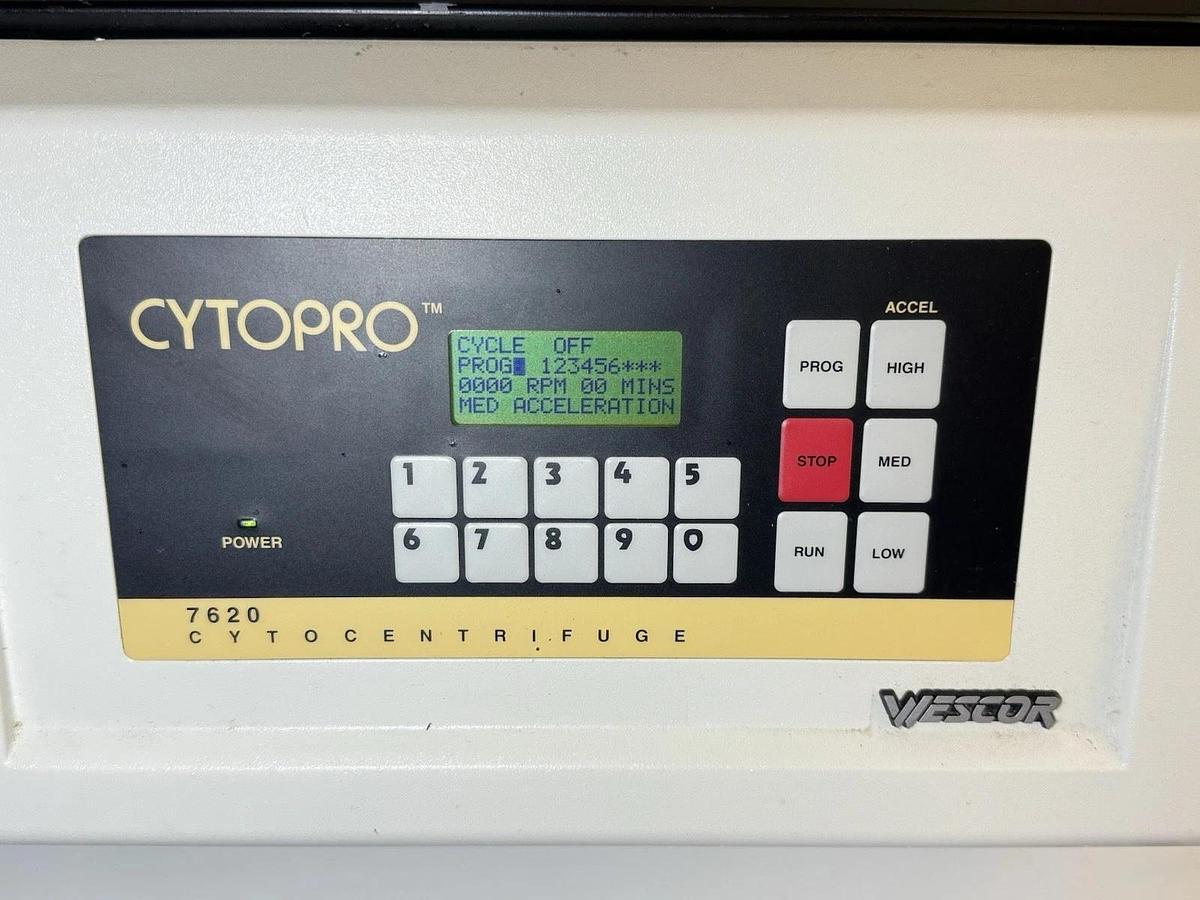 CYTOPRO™
CYCLE OFF
PROG 123456***
0000 RPM 00 MINS
MED ACCELERATION
ACCEL
PROG
HIGH
STOP
MED
RUN
LOW
1 2 3 4 5
6 7 8 9 0
POWER
7620
CYTOCENTRIFUGE
WESCOR